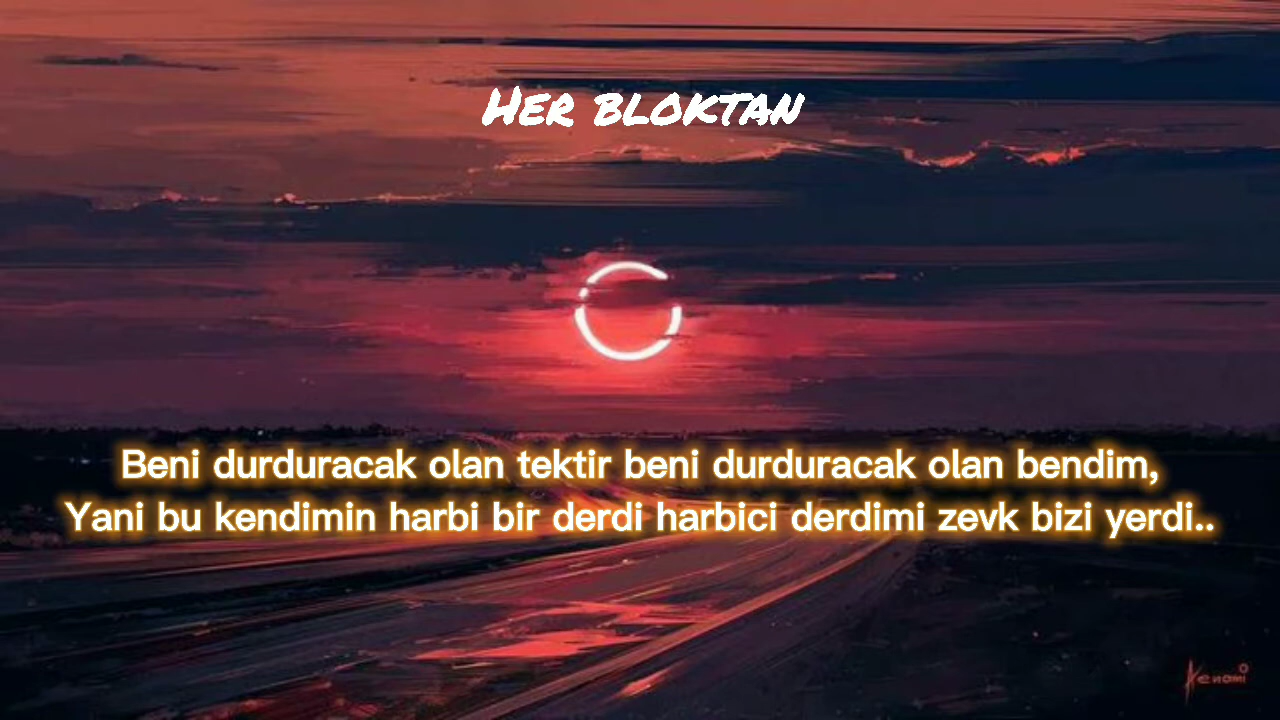 Her bloktan
Beni durduracak olan tektir beni durduracak olan bendim,
Yani bu kendimin harbi bir derdi harbici derdimi zevk bizi yerdi..